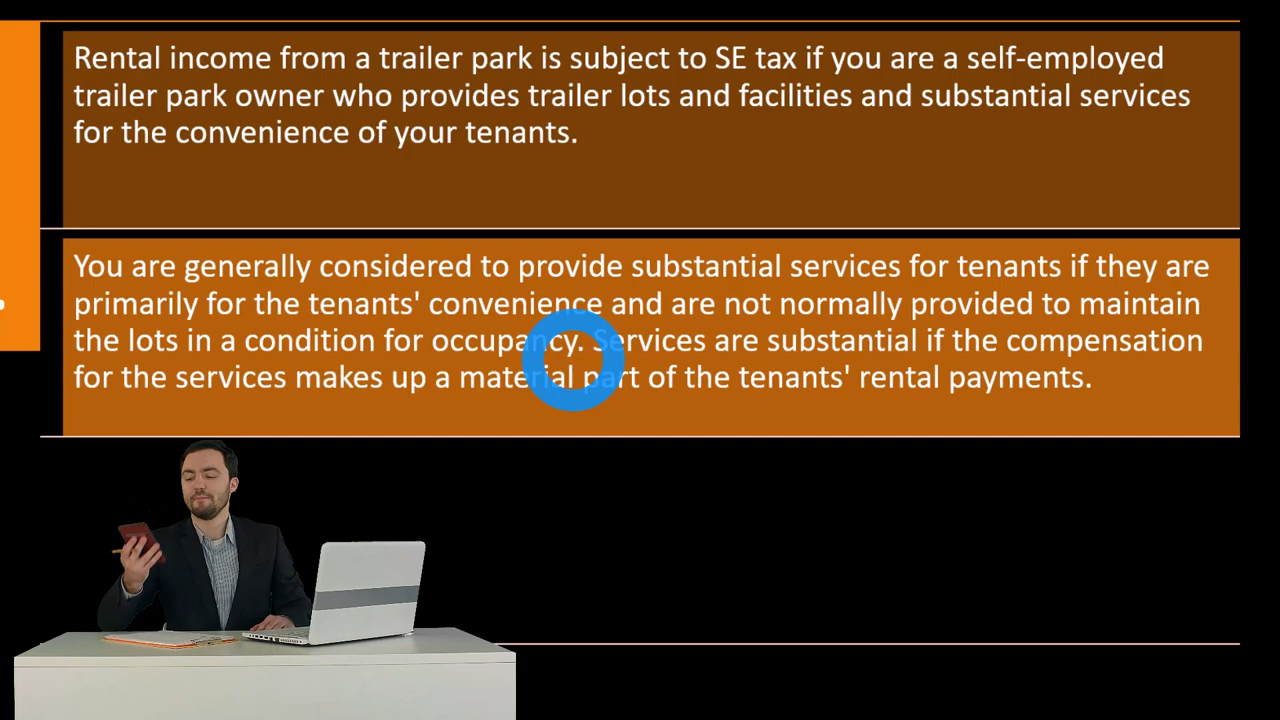 Rental income from a trailer park is subject to SE tax if you are a self-employed
trailer park owner who provides trailer lots and facilities and substantial services
for the convenience of your tenants.
You are generally considered to provide substantial services for tenants if they are
primarily for the tenants' convenience and are not normally provided to maintain
the lots in a condition for occupancy. Services are substantial if the compensation
for the services makes up a material part of the tenants' rental payments.